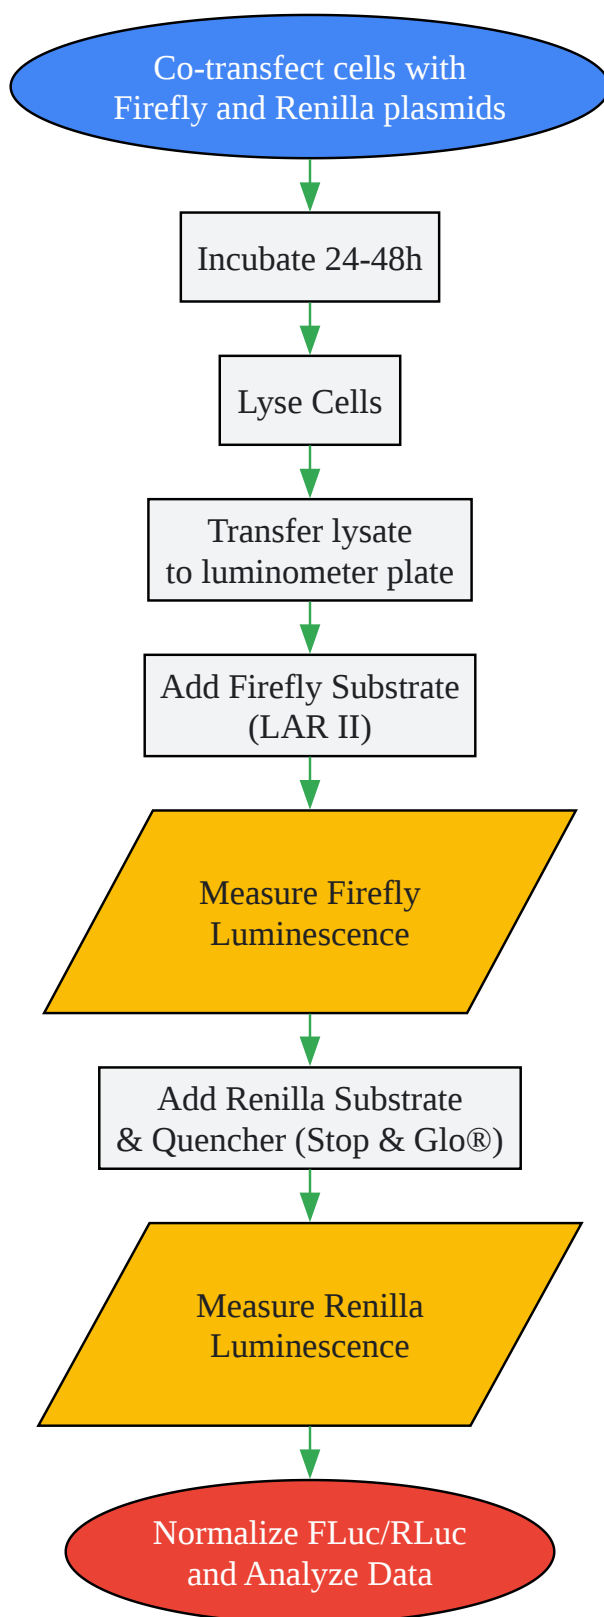 Co-transfect cells with
Firefly and Renilla plasmids
Incubate 24-48h
Lyse Cells
Transfer lysate
to luminometer plate
Add Firefly Substrate
(LAR II)
Measure Firefly
Luminescence
Add Renilla Substrate
& Quencher (Stop & Glo®)
Measure Renilla
Luminescence
Normalize FLuc/RLuc
and Analyze Data